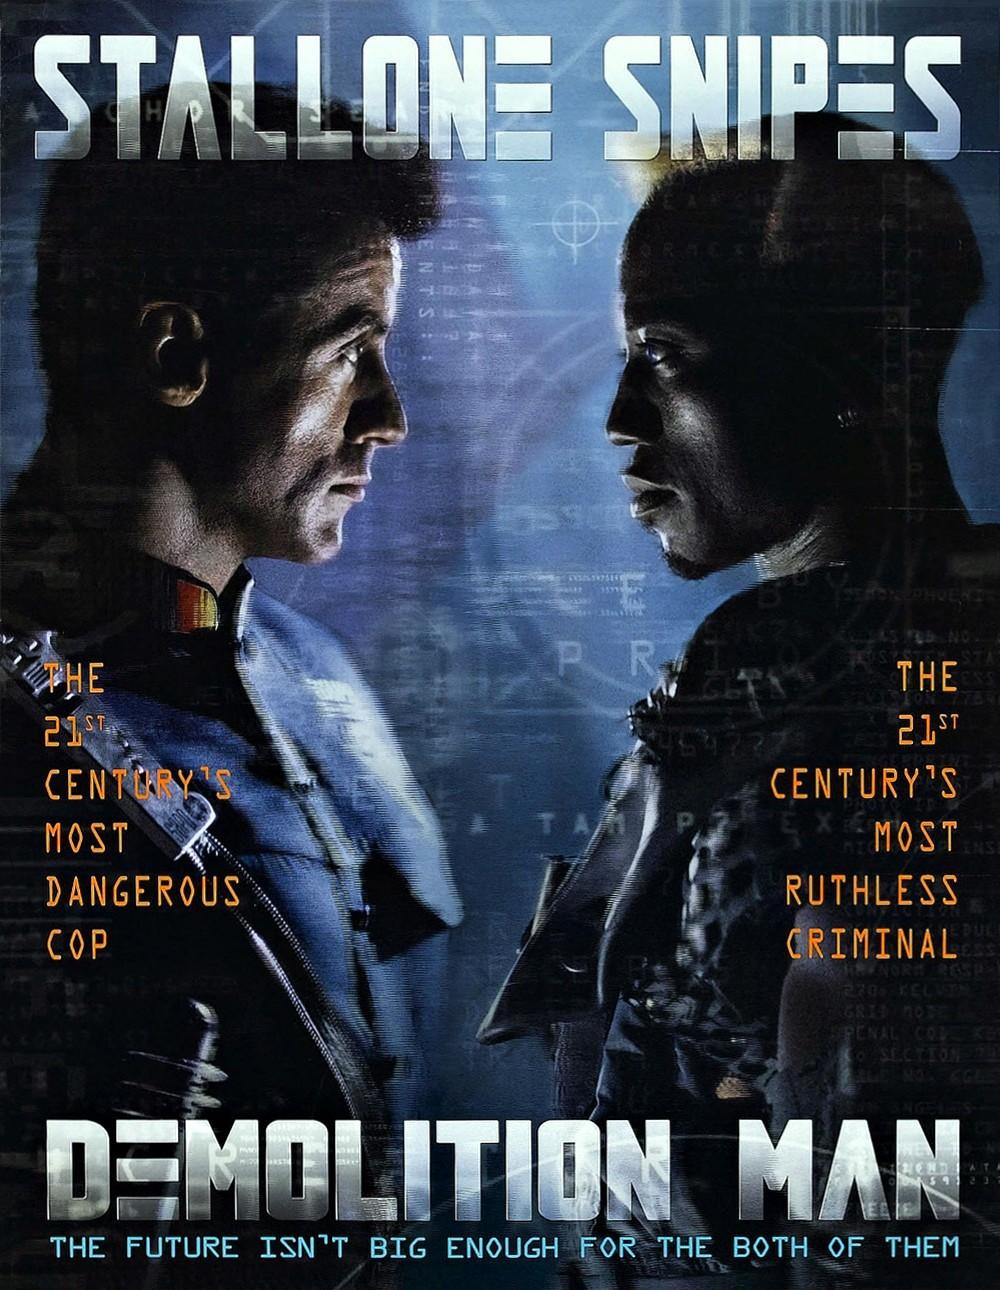 STALLONE SNIPES
THE
21ST
CENTURY'S
MOST
DANGEROUS
COP
THE
21ST
CENTURY'S
MOST
RUTHLESS
CRIMINAL
DEMOLITION MAN
THE FUTURE ISN'T BIG ENOUGH FOR THE BOTH OF THEM